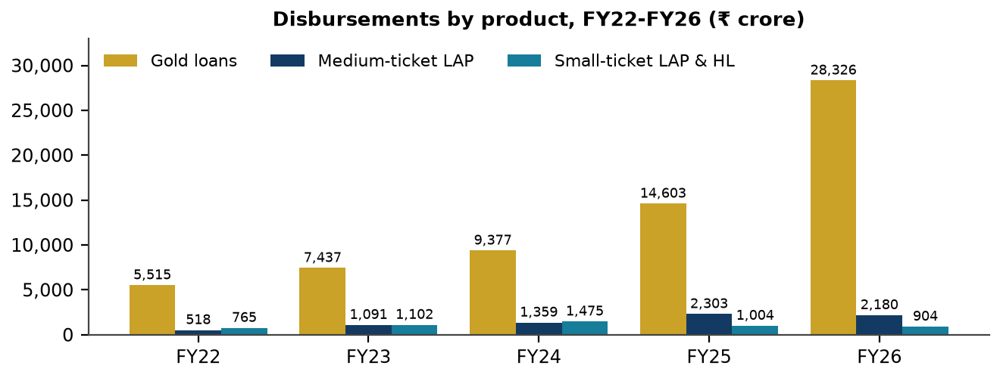 Disbursements by product, FY22-FY26 (₹ crore)
Gold loans Medium-ticket LAP Small-ticket LAP & HL
30,000
25,000
20,000
15,000
10,000
5,000
0
5,515 518 765
7,437 1,091 1,102
9,377 1,359 1,475
14,603 2,303 1,004
28,326 2,180 904
FY22 FY23 FY24 FY25 FY26